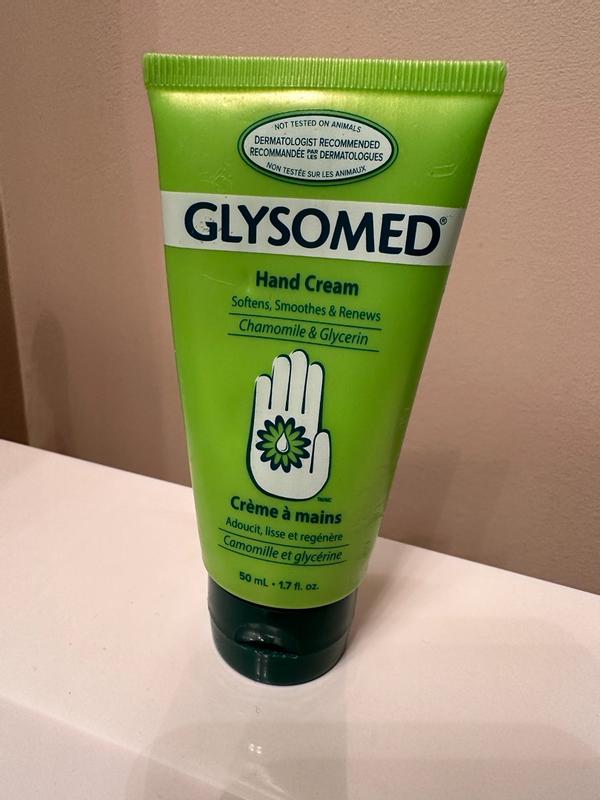 NOT TESTED ON ANIMALS
DERMATOLOGIST RECOMMENDED
RECOMMANDÉE PAR LES DERMATOLOGUES
NON TESTÉE SUR LES ANIMAUX
GLYSOMED®
Hand Cream
Softens, Smoothes & Renews
Chamomile & Glycerin
Crème à mains
Adoucit, lisse et regénère
Camomille et glycérine
50 mL • 1.7 fl. oz.